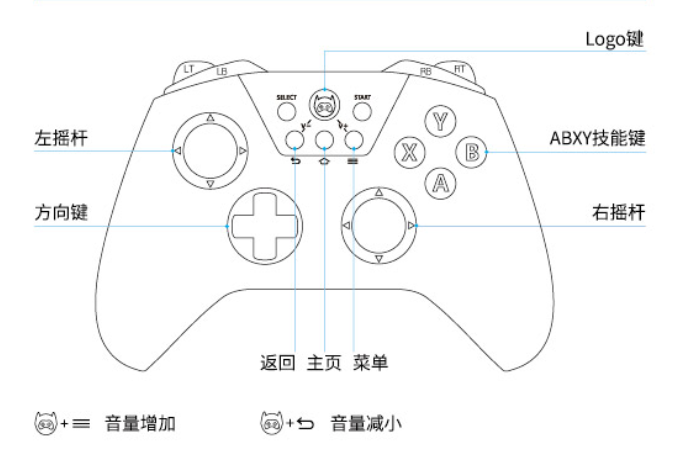 Logo键
LT LB RB RT
SELECT START
V- V+
Y
左摇杆
X B
ABXY技能键
A
方向键
右摇杆
返回 主页 菜单
+ 音量增加
+ 音量减小